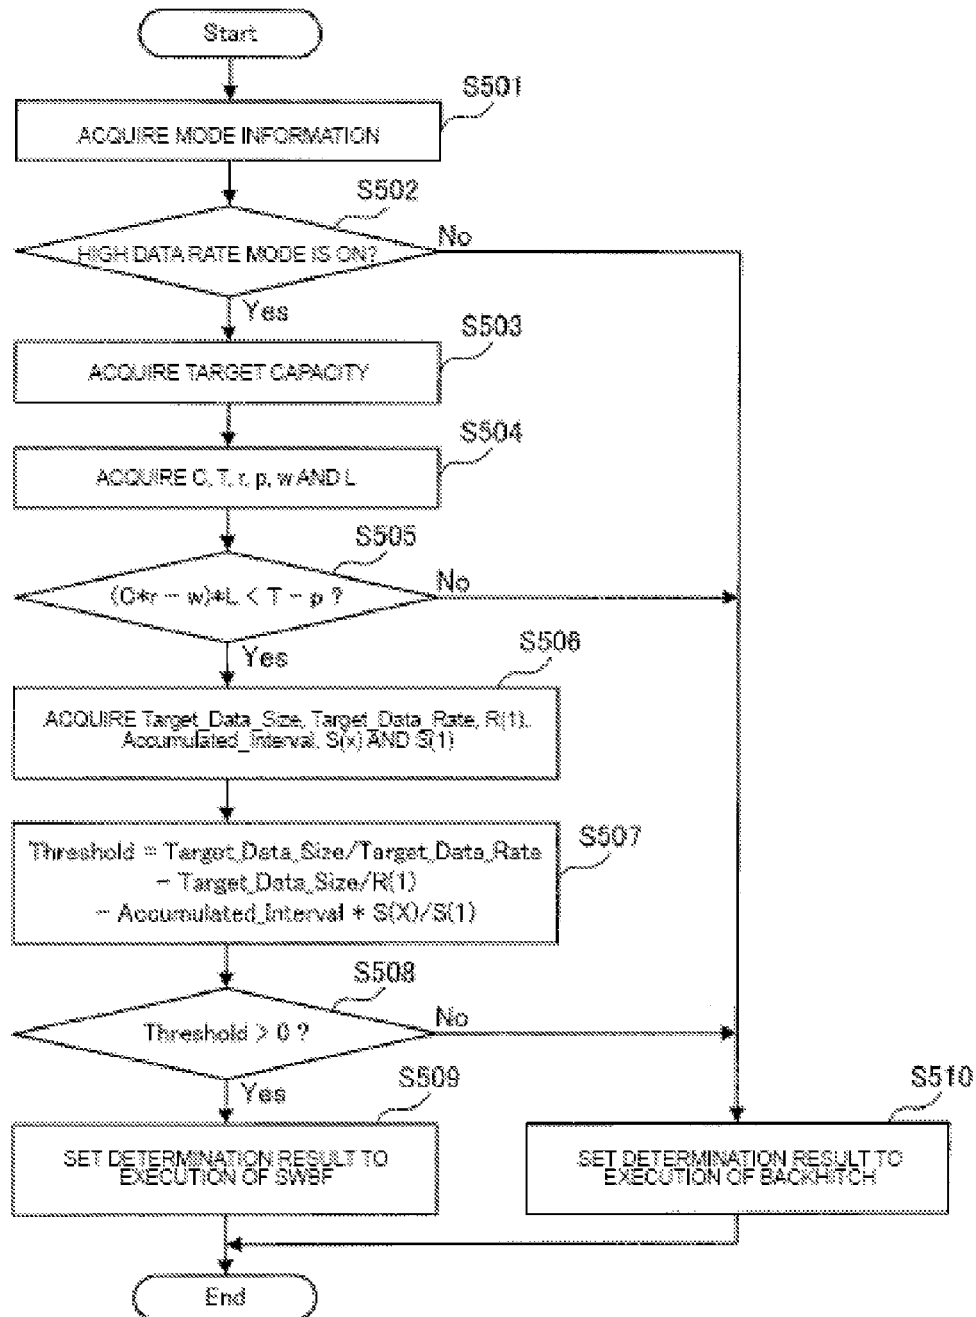 Start
S501
ACQUIRE MODE INFORMATION
S502
HIGH DATA RATE MODE IS ON?
No
Yes
S503
ACQUIRE TARGET CAPACITY
S504
ACQUIRE C, T, r, p, w AND L
S505
(C*r - w)*L < T - p ?
No
Yes
S506
ACQUIRE Target_Data_Size, Target_Data_Rate, R(1),
Accumulated_Interval, S(x) AND S(1)
S507
Threshold = Target_Data_Size/Target_Data_Rate
- Target_Data_Size/R(1)
- Accumulated_Interval * S(X)/S(1)
S508
Threshold > 0 ?
No
Yes
S509
SET DETERMINATION RESULT TO
EXECUTION OF SWBF
S510
SET DETERMINATION RESULT TO
EXECUTION OF BACKHITCH
End